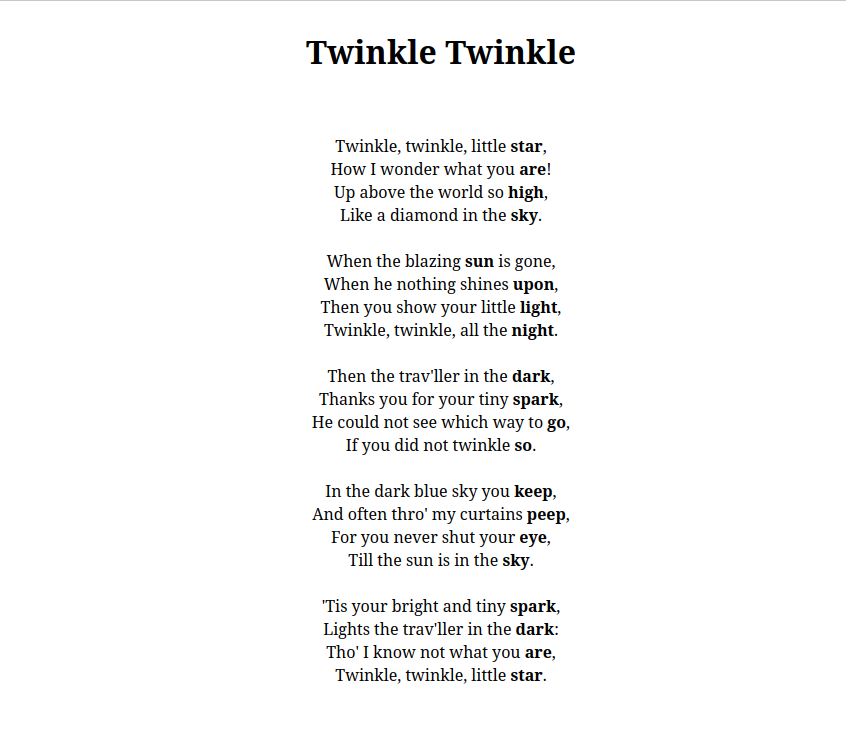 Twinkle Twinkle
Twinkle, twinkle, little star,
How I wonder what you are!
Up above the world so high,
Like a diamond in the sky.
When the blazing sun is gone,
When he nothing shines upon,
Then you show your little light,
Twinkle, twinkle, all the night.
Then the trav'ller in the dark,
Thanks you for your tiny spark,
He could not see which way to go,
If you did not twinkle so.
In the dark blue sky you keep,
And often thro' my curtains peep,
For you never shut your eye,
Till the sun is in the sky.
'Tis your bright and tiny spark,
Lights the trav'ller in the dark:
Tho' I know not what you are,
Twinkle, twinkle, little star.